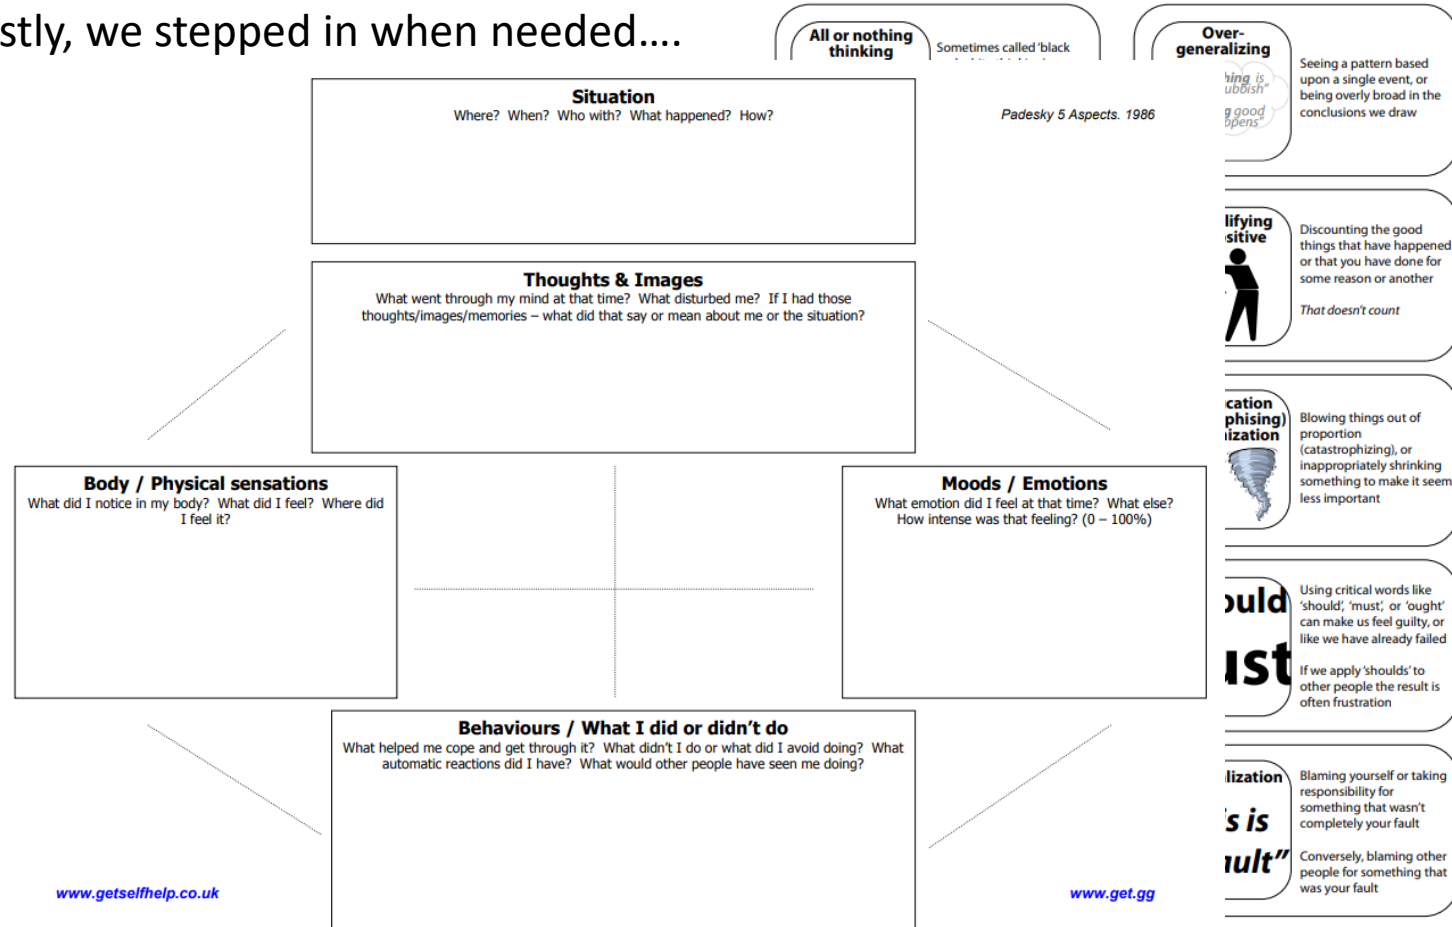 stly, we stepped in when needed....
All or nothing
thinking
Sometimes called 'black
Over-
generalizing
hing is
ubbish"
g good
ppens"
Seeing a pattern based
upon a single event, or
being overly broad in the
conclusions we draw
Situation
Where? When? Who with? What happened? How?
Padesky 5 Aspects. 1986
Thoughts & Images
What went through my mind at that time? What disturbed me? If I had those
thoughts/images/memories – what did that say or mean about me or the situation?
lifying
sitive
Discounting the good
things that have happened
or that you have done for
some reason or another
That doesn't count
cation
phising)
ization
Blowing things out of
proportion
(catastrophizing), or
inappropriately shrinking
something to make it seem
less important
Body / Physical sensations
What did I notice in my body? What did I feel? Where did
I feel it?
Moods / Emotions
What emotion did I feel at that time? What else?
How intense was that feeling? (0 – 100%)
ould
ust
Using critical words like
'should', 'must', or 'ought'
can make us feel guilty, or
like we have already failed
If we apply 'shoulds' to
other people the result is
often frustration
Behaviours / What I did or didn't do
What helped me cope and get through it? What didn't I do or what did I avoid doing? What
automatic reactions did I have? What would other people have seen me doing?
lization
s is
ault"
Blaming yourself or taking
responsibility for
something that wasn't
completely your fault
Conversely, blaming other
people for something that
was your fault
www.getselfhelp.co.uk
www.get.gg